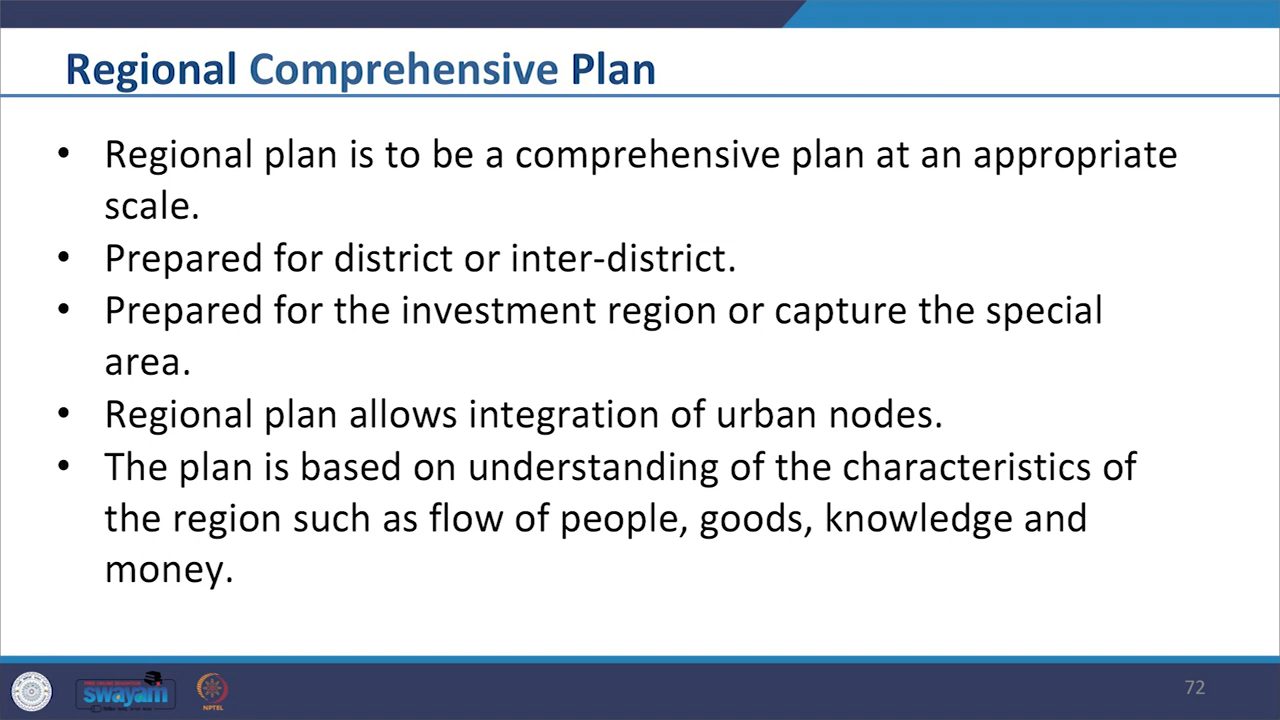 Regional Comprehensive Plan
• Regional plan is to be a comprehensive plan at an appropriate
scale.
• Prepared for district or inter-district.
• Prepared for the investment region or capture the special
area.
• Regional plan allows integration of urban nodes.
• The plan is based on understanding of the characteristics of
the region such as flow of people, goods, knowledge and
money.
swayam
NPTEL
72